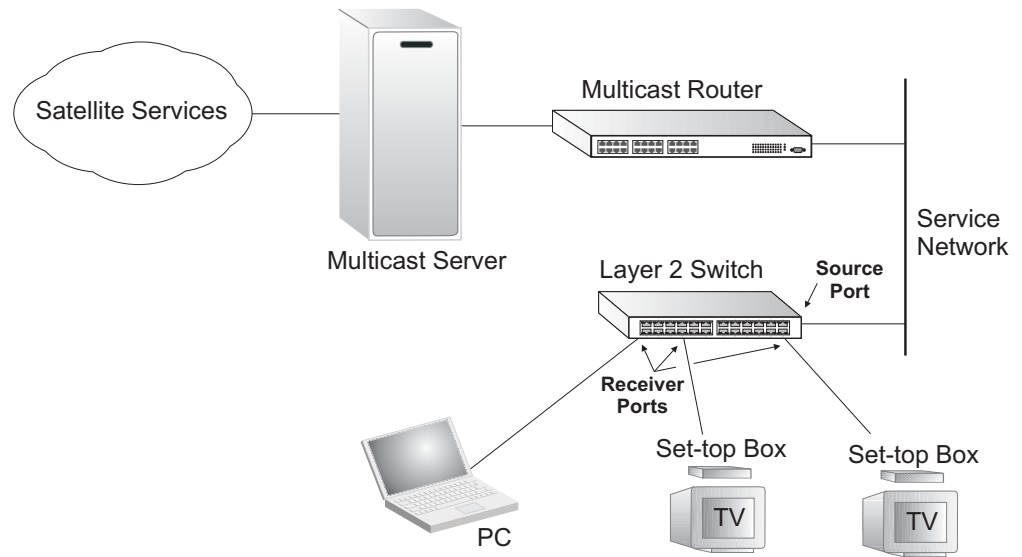 Satellite Services
Multicast Router
Multicast Server
Service
Network
Layer 2 Switch
Source
Port
Receiver
Ports
Set-top Box
Set-top Box
TV
TV
PC